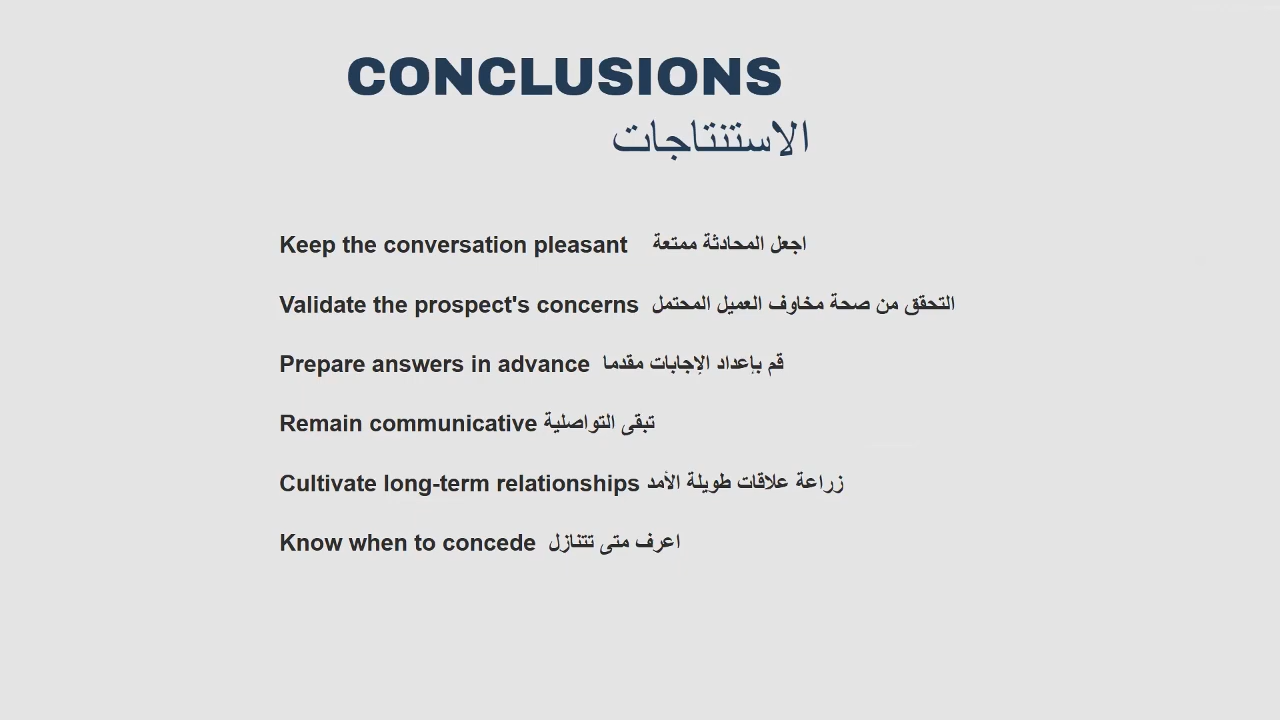 CONCLUSIONS
الاستنتاجات
Keep the conversation pleasant اجعل المحادثة ممتعة
Validate the prospect's concerns التحقق من صحة مخاوف العميل المحتمل
Prepare answers in advance قم بإعداد الإجابات مقدما
Remain communicative تبقى التواصلية
Cultivate long-term relationships زراعة علاقات طويلة الأمد
Know when to concede اعرف متى تتنازل